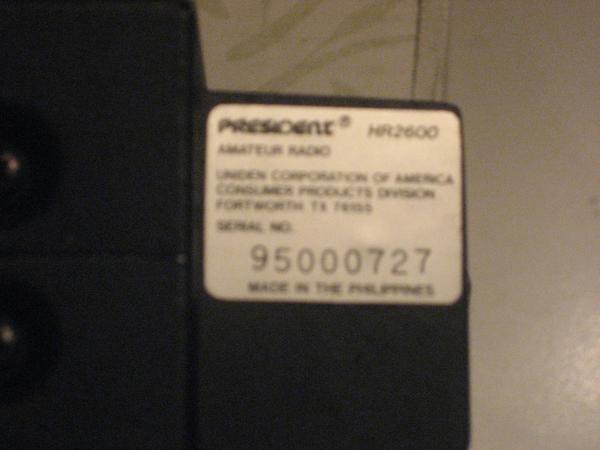 PRESIDENT® HR2600
AMATEUR RADIO
UNIDEN CORPORATION OF AMERICA
CONSUMER PRODUCTS DIVISION
FORTWORTH TX 76155
SERIAL NO.
95000727
MADE IN THE PHILIPPINES